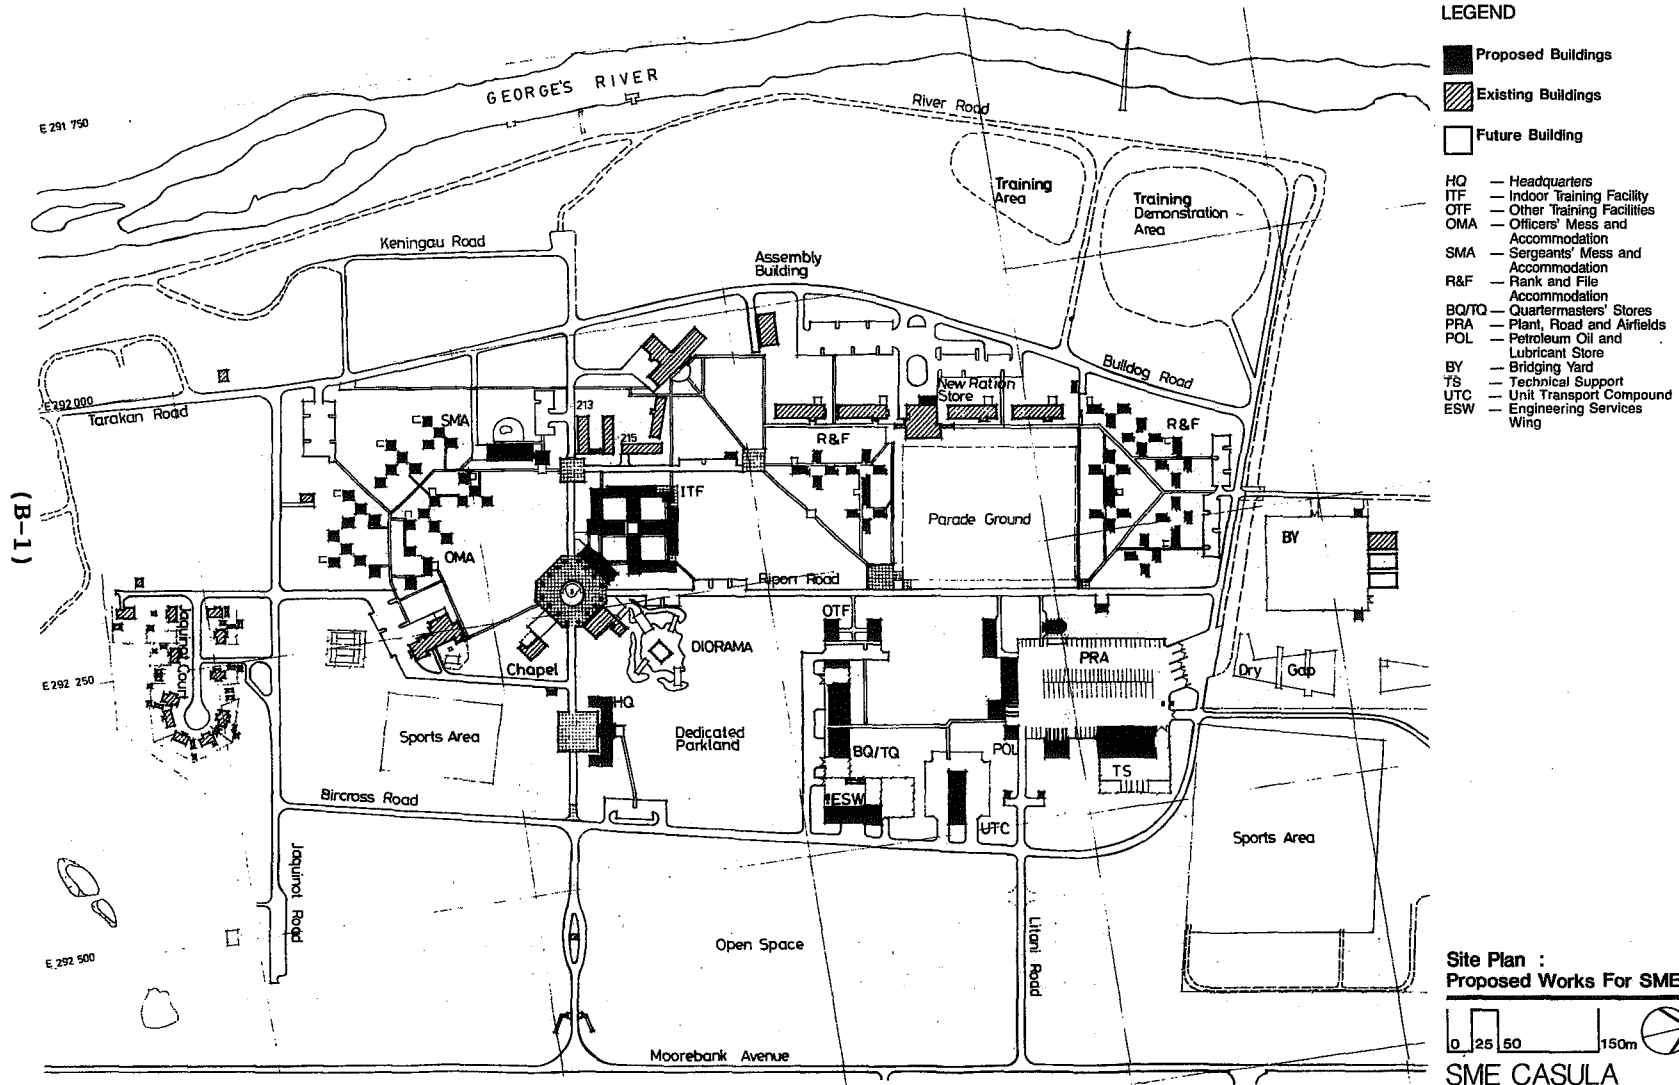 LEGEND
Proposed Buildings
Existing Buildings
Future Building
HQ — Headquarters
ITF — Indoor Training Facility
OTF — Other Training Facilities
OMA — Officers' Mess and
Accommodation
SMA — Sergeants' Mess and
Accommodation
R&F — Rank and File
Accommodation
BQ/TQ — Quartermasters' Stores
PRA — Plant, Road and Airfields
POL — Petroleum Oil and
Lubricant Store
BY — Bridging Yard
TS — Technical Support
UTC — Unit Transport Compound
ESW — Engineering Services
Wing
GEORGE'S RIVER
River Road
E 291 750
Training
Area
Training
Demonstration
Area
Keningau Road
Assembly
Building
Bulldog Road
E 292 000
Tarakan Road
New Ration
Store
213
SMA
215
R&F
R&F
ITF
(B-1)
Parade Ground
BY
OMA
Ripon Road
OTF
Jaquinot Court
DIORAMA
Chapel
PRA
Dry Gap
E 292 250
HQ
Sports Area
Dedicated
Parkland
BQ/TQ
POL
TS
Bircross Road
ESW
UTC
Sports Area
Jaquinot Road
Open Space
Litani Road
E 292 500
Moorebank Avenue
Site Plan :
Proposed Works For SME
0 25 50 150m
SME CASULA